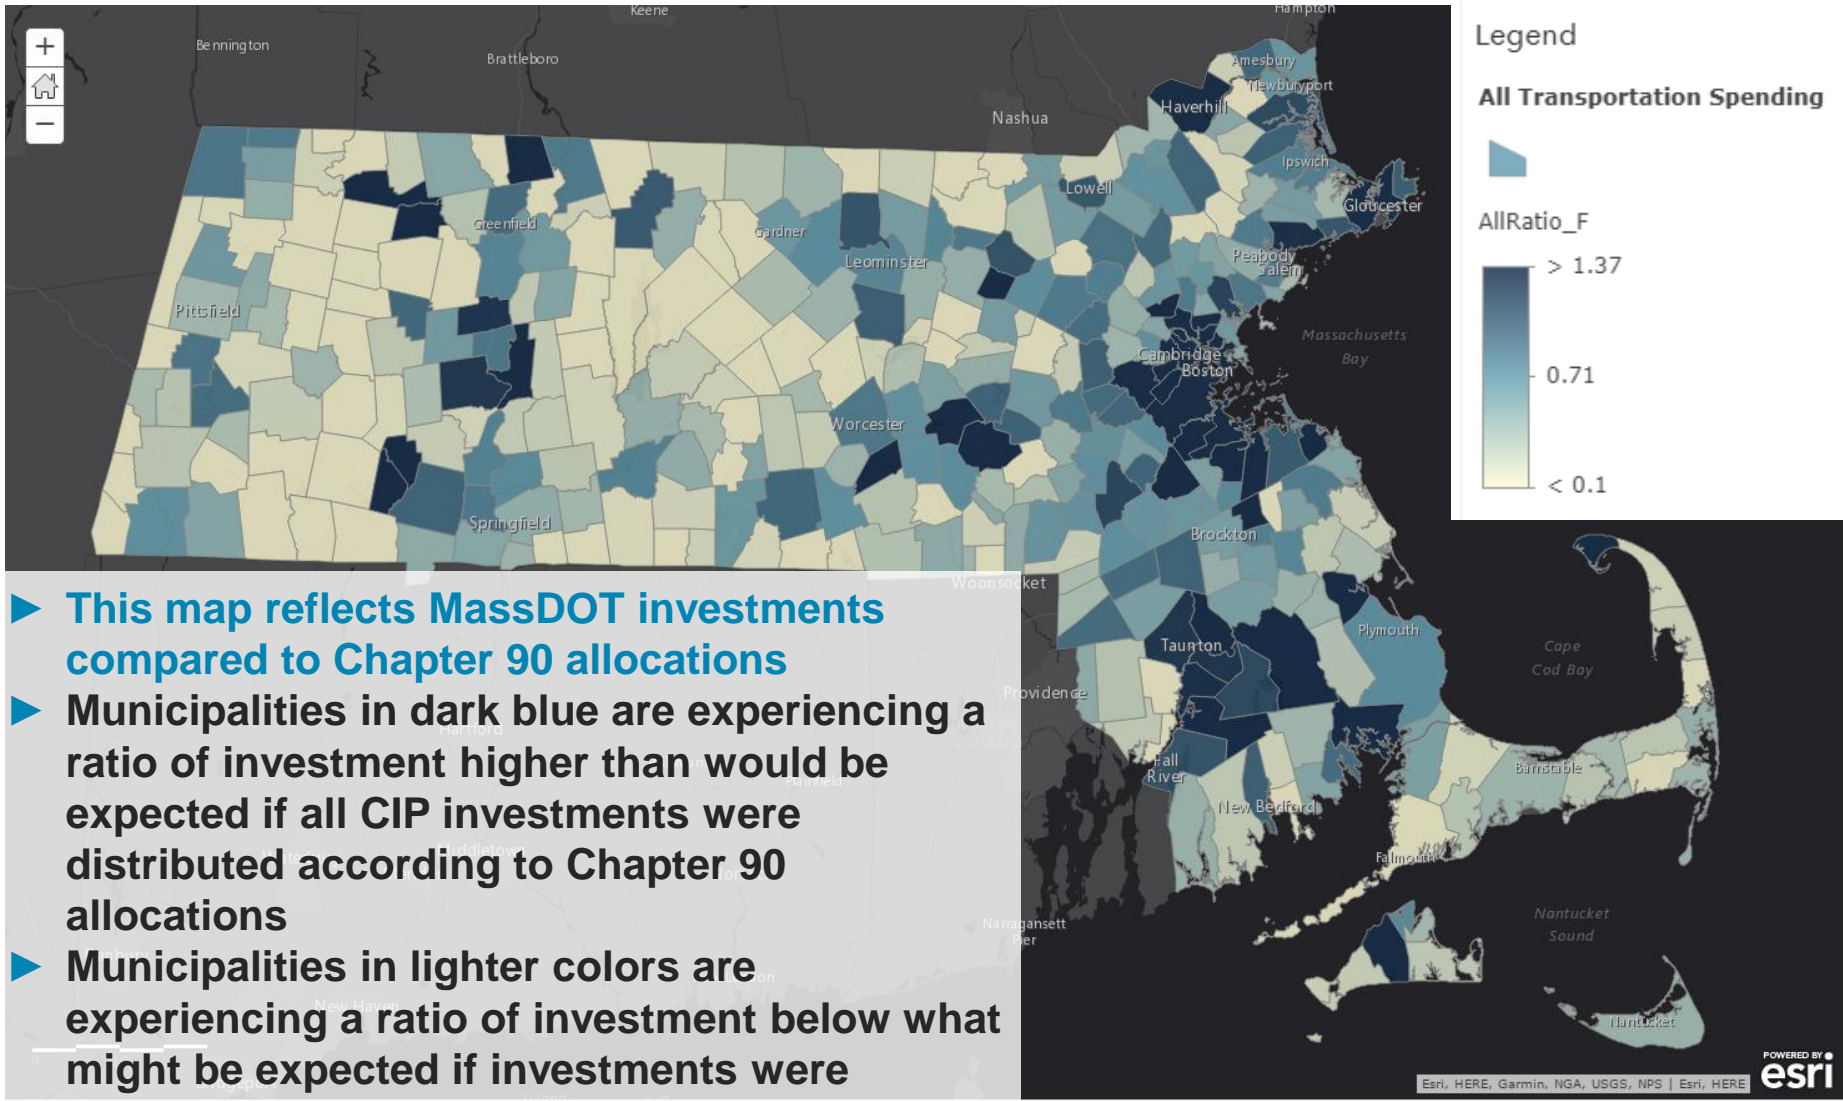 Keene
Hampton
Bennington
Brattleboro
Nashua
Amesbury
Newburyport
Haverhill
Ipswich
Lowell
Gloucester
Greenfield
Gardner
Leominster
Peabody
Salem
Pittsfield
Massachusetts
Bay
Cambridge
Boston
Worcester
Springfield
Brockton
Woonsocket
Taunton
Plymouth
Cape
Cod Bay
Providence
Fall
River
New Bedford
Barnstable
Falmouth
Narragansett
Pier
Nantucket
Sound
Nantucket
Hartford
Plainfield
Middletown
New Haven
+
−
Legend
All Transportation Spending
AllRatio_F
> 1.37
0.71
< 0.1
► This map reflects MassDOT investments
compared to Chapter 90 allocations
► Municipalities in dark blue are experiencing a
ratio of investment higher than would be
expected if all CIP investments were
distributed according to Chapter 90
allocations
► Municipalities in lighter colors are
experiencing a ratio of investment below what
might be expected if investments were
Esri, HERE, Garmin, NGA, USGS, NPS | Esri, HERE
POWERED BY
esri